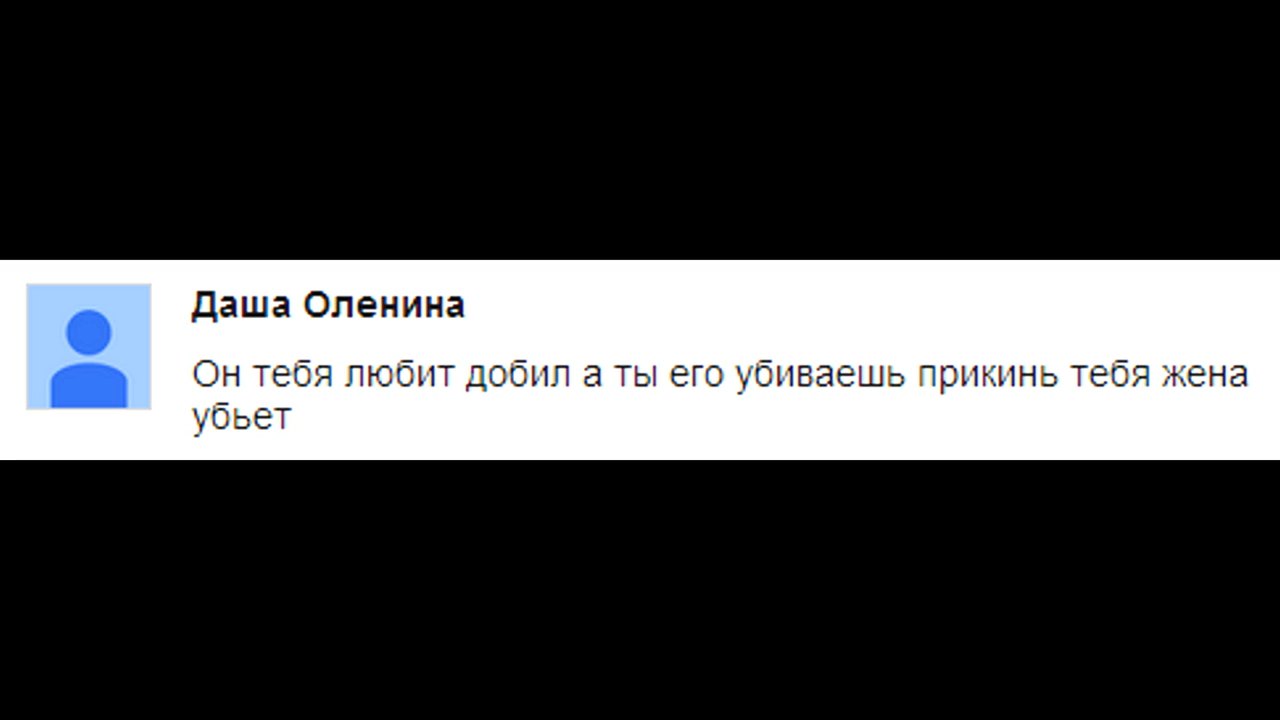 Даша Оленина
Он тебя любит добил а ты его убиваешь прикинь тебя жена
убьет